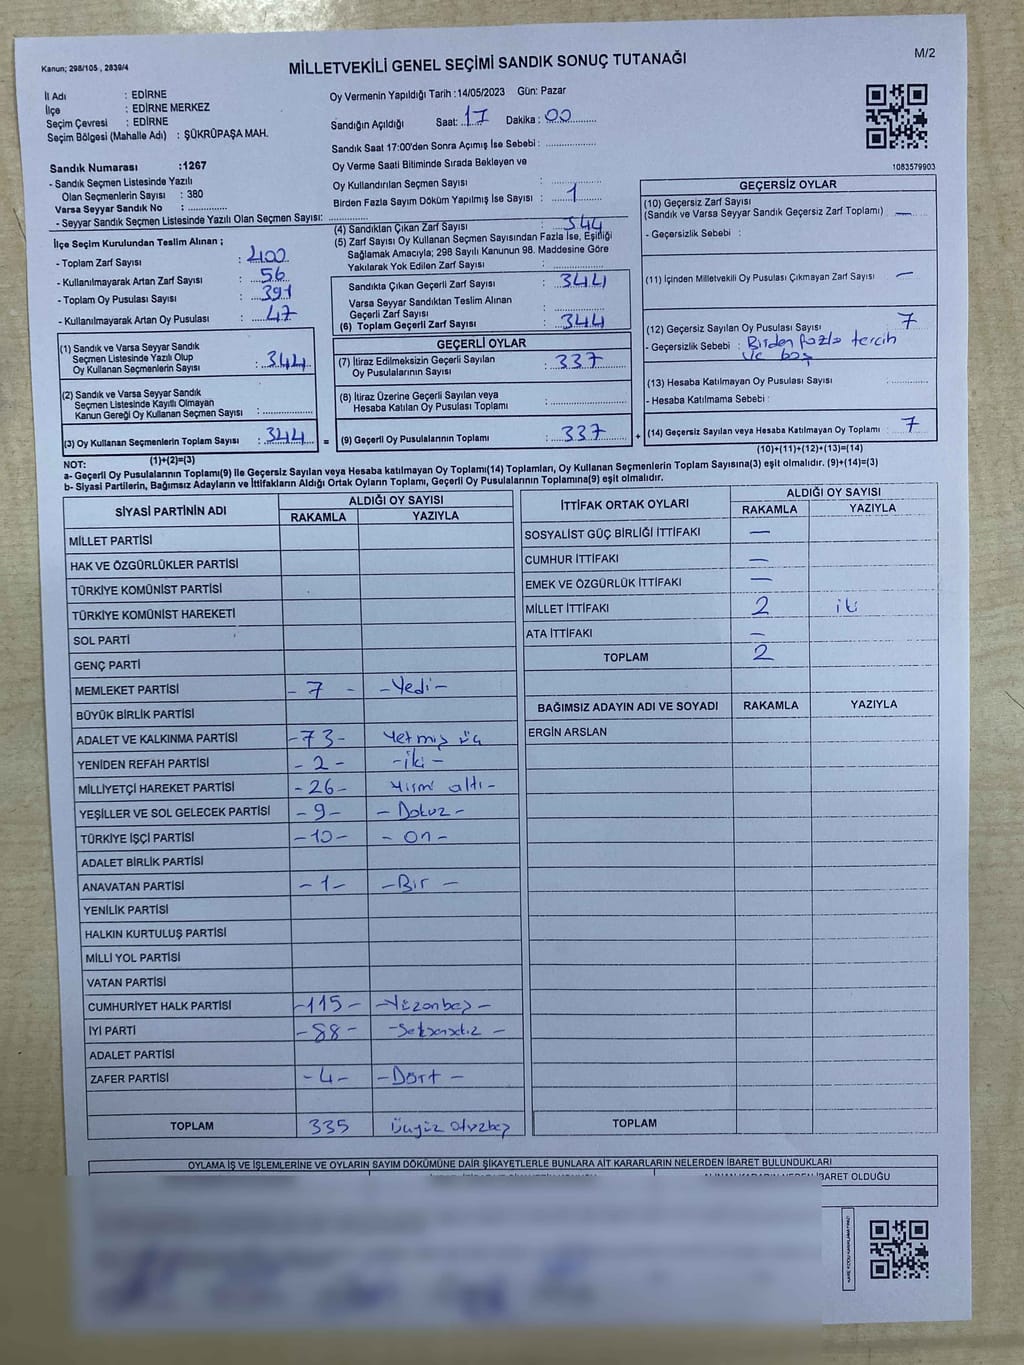 Kanun; 298/105 , 2839/4
MİLLETVEKİLİ GENEL SEÇİMİ SANDIK SONUÇ TUTANAĞI
M/2
İl Adı : EDİRNE
İlçe : EDİRNE MERKEZ
Seçim Çevresi : EDİRNE
Seçim Bölgesi (Mahalle Adı) : ŞÜKRÜPAŞA MAH.
Sandık Numarası :1267
- Sandık Seçmen Listesinde Yazılı
Olan Seçmenlerin Sayısı : 380
Varsa Seyyar Sandık No :
- Seyyar Sandık Seçmen Listesinde Yazılı Olan Seçmen Sayısı:
Oy Vermenin Yapıldığı Tarih :14/05/2023 Gün: Pazar
Sandığın Açıldığı Saat: 17 Dakika : 00
Sandık Saat 17:00'den Sonra Açımış İse Sebebi :
Oy Verme Saati Bitiminde Sırada Bekleyen ve
Oy Kullandırılan Seçmen Sayısı :
Birden Fazla Sayım Döküm Yapılmış İse Sayısı : 1
1083579903
İlçe Seçim Kurulundan Teslim Alınan ;
- Toplam Zarf Sayısı : 400
- Kullanılmayarak Artan Zarf Sayısı : 56
- Toplam Oy Pusulası Sayısı : 391
- Kullanılmayarak Artan Oy Pusulası : 47
(1) Sandık ve Varsa Seyyar Sandık
Seçmen Listesinde Yazılı Olup
Oy Kullanan Seçmenlerin Sayısı : 344
(2) Sandık ve Varsa Seyyar Sandık
Seçmen Listesinde Kayıtlı Olmayan
Kanun Gereği Oy Kullanan Seçmen Sayısı :
(3) Oy Kullanan Seçmenlerin Toplam Sayısı : 344 =
(1)+(2)=(3)
(4) Sandıktan Çıkan Zarf Sayısı : 344
(5) Zarf Sayısı Oy Kullanan Seçmen Sayısından Fazla İse, Eşitliği
Sağlamak Amacıyla; 298 Sayılı Kanunun 98. Maddesine Göre
Yakılarak Yok Edilen Zarf Sayısı :
Sandıkta Çıkan Geçerli Zarf Sayısı : 344
Varsa Seyyar Sandıktan Teslim Alınan
Geçerli Zarf Sayısı :
(6) Toplam Geçerli Zarf Sayısı : 344
GEÇERLİ OYLAR
(7) İtiraz Edilmeksizin Geçerli Sayılan
Oy Pusulalarının Sayısı : 337
(8) İtiraz Üzerine Geçerli Sayılan veya
Hesaba Katılan Oy Pusulası Toplamı :
(9) Geçerli Oy Pusulalarının Toplamı : 337 +
GEÇERSİZ OYLAR
(10) Geçersiz Zarf Sayısı
(Sandık ve Varsa Seyyar Sandık Geçersiz Zarf Toplamı) —
- Geçersizlik Sebebi :
(11) İçinden Milletvekili Oy Pusulası Çıkmayan Zarf Sayısı —
(12) Geçersiz Sayılan Oy Pusulası Sayısı 7
- Geçersizlik Sebebi : Birden fazla tercih
ve boş
(13) Hesaba Katılmayan Oy Pusulası Sayısı :
- Hesaba Katılmama Sebebi :
(14) Geçersiz Sayılan veya Hesaba Katılmayan Oy Toplamı : 7
(10)+(11)+(12)+(13)=(14)
NOT:
a- Geçerli Oy Pusulalarının Toplamı(9) ile Geçersiz Sayılan veya Hesaba katılmayan Oy Toplamı(14) Toplamları, Oy Kullanan Seçmenlerin Toplam Sayısına(3) eşit olmalıdır. (9)+(14)=(3)
b- Siyasi Partilerin, Bağımsız Adayların ve İttifakların Aldığı Ortak Oyların Toplamı, Geçerli Oy Pusulalarının Toplamına(9) eşit olmalıdır.
SİYASİ PARTİNİN ADI ALDIĞI OY SAYISI
RAKAMLA YAZIYLA
MİLLET PARTİSİ
HAK VE ÖZGÜRLÜKLER PARTİSİ
TÜRKİYE KOMÜNİST PARTİSİ
TÜRKİYE KOMÜNİST HAREKETİ
SOL PARTİ
GENÇ PARTİ
MEMLEKET PARTİSİ - 7 - -Yedi-
BÜYÜK BİRLİK PARTİSİ
ADALET VE KALKINMA PARTİSİ -73- Yetmiş üç
YENİDEN REFAH PARTİSİ - 2 - -iki -
MİLLİYETÇİ HAREKET PARTİSİ -26- Yirmi altı-
YEŞİLLER VE SOL GELECEK PARTİSİ - 9 - - Dokuz -
TÜRKİYE İŞÇİ PARTİSİ -10- - on -
ADALET BİRLİK PARTİSİ
ANAVATAN PARTİSİ -1- -Bir -
YENİLİK PARTİSİ
HALKIN KURTULUŞ PARTİSİ
MİLLİ YOL PARTİSİ
VATAN PARTİSİ
CUMHURİYET HALK PARTİSİ -115- -Yüzonbeş -
İYİ PARTİ -88- -Seksensekiz -
ADALET PARTİSİ
ZAFER PARTİSİ -4- -Dört -
TOPLAM 335 Üçyüz Otuzbeş
İTTİFAK ORTAK OYLARI ALDIĞI OY SAYISI
RAKAMLA YAZIYLA
SOSYALİST GÜÇ BİRLİĞİ İTTİFAKI —
CUMHUR İTTİFAKI —
EMEK VE ÖZGÜRLÜK İTTİFAKI —
MİLLET İTTİFAKI 2 iki
ATA İTTİFAKI —
TOPLAM 2
BAĞIMSIZ ADAYIN ADI VE SOYADI RAKAMLA YAZIYLA
ERGİN ARSLAN
TOPLAM
OYLAMA İŞ VE İŞLEMLERİNE VE OYLARIN SAYIM DÖKÜMÜNE DAİR ŞİKAYETLERLE BUNLARA AİT KARARLARIN NELERDEN İBARET BULUNDUKLARI
İBARET OLDUĞU